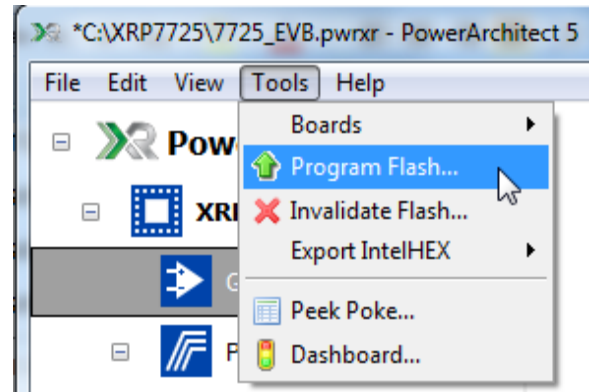 *C:\XRP7725\7725_EVB.pwrxr - PowerArchitect 5
File Edit View Tools Help
Boards
Program Flash...
Invalidate Flash...
Export IntelHEX
Peek Poke...
Dashboard...